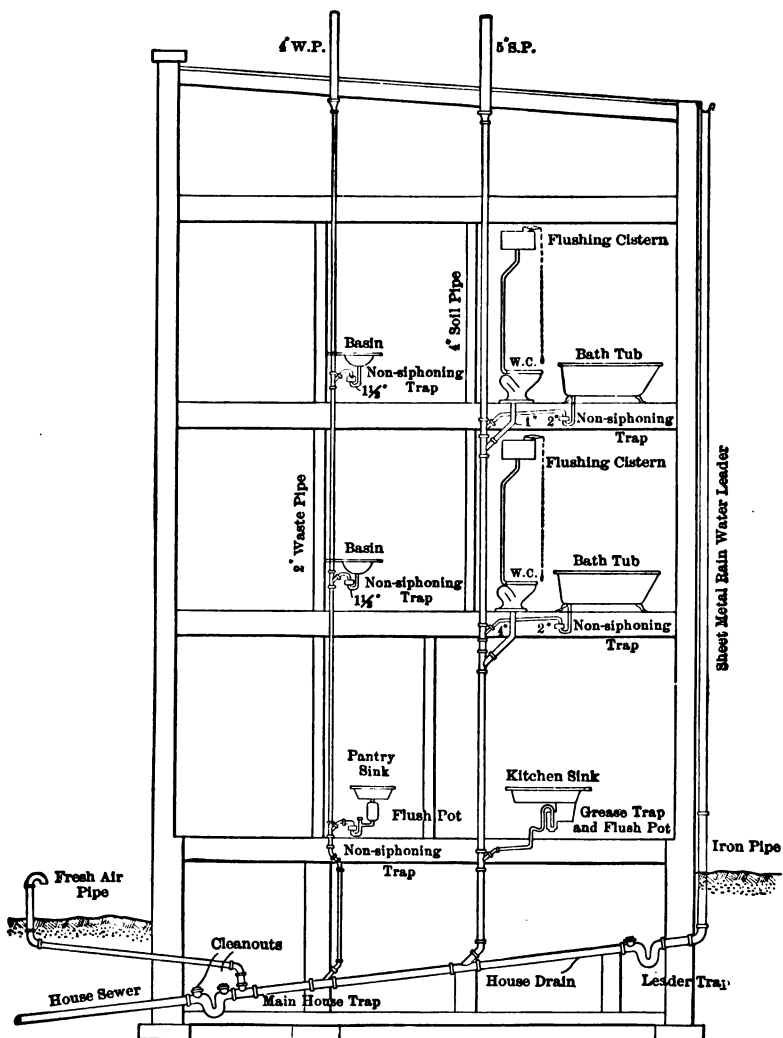 4" W.P.
5" S.P.
Flushing Cistern
4" Soil Pipe
Basin
Non-siphoning
Trap
1½"
W.C.
Bath Tub
2"
Non-siphoning
Trap
Flushing Cistern
2" Waste Pipe
Sheet Metal Rain Water Leader
Basin
Non-siphoning
Trap
1½"
W.C.
Bath Tub
4"
2"
Non-siphoning
Trap
Pantry
Sink
Kitchen Sink
Flush Pot
Grease Trap
and Flush Pot
Non-siphoning
Trap
Iron Pipe
Fresh Air
Pipe
Cleanouts
House Sewer
Main House Trap
House Drain
Leader Trap